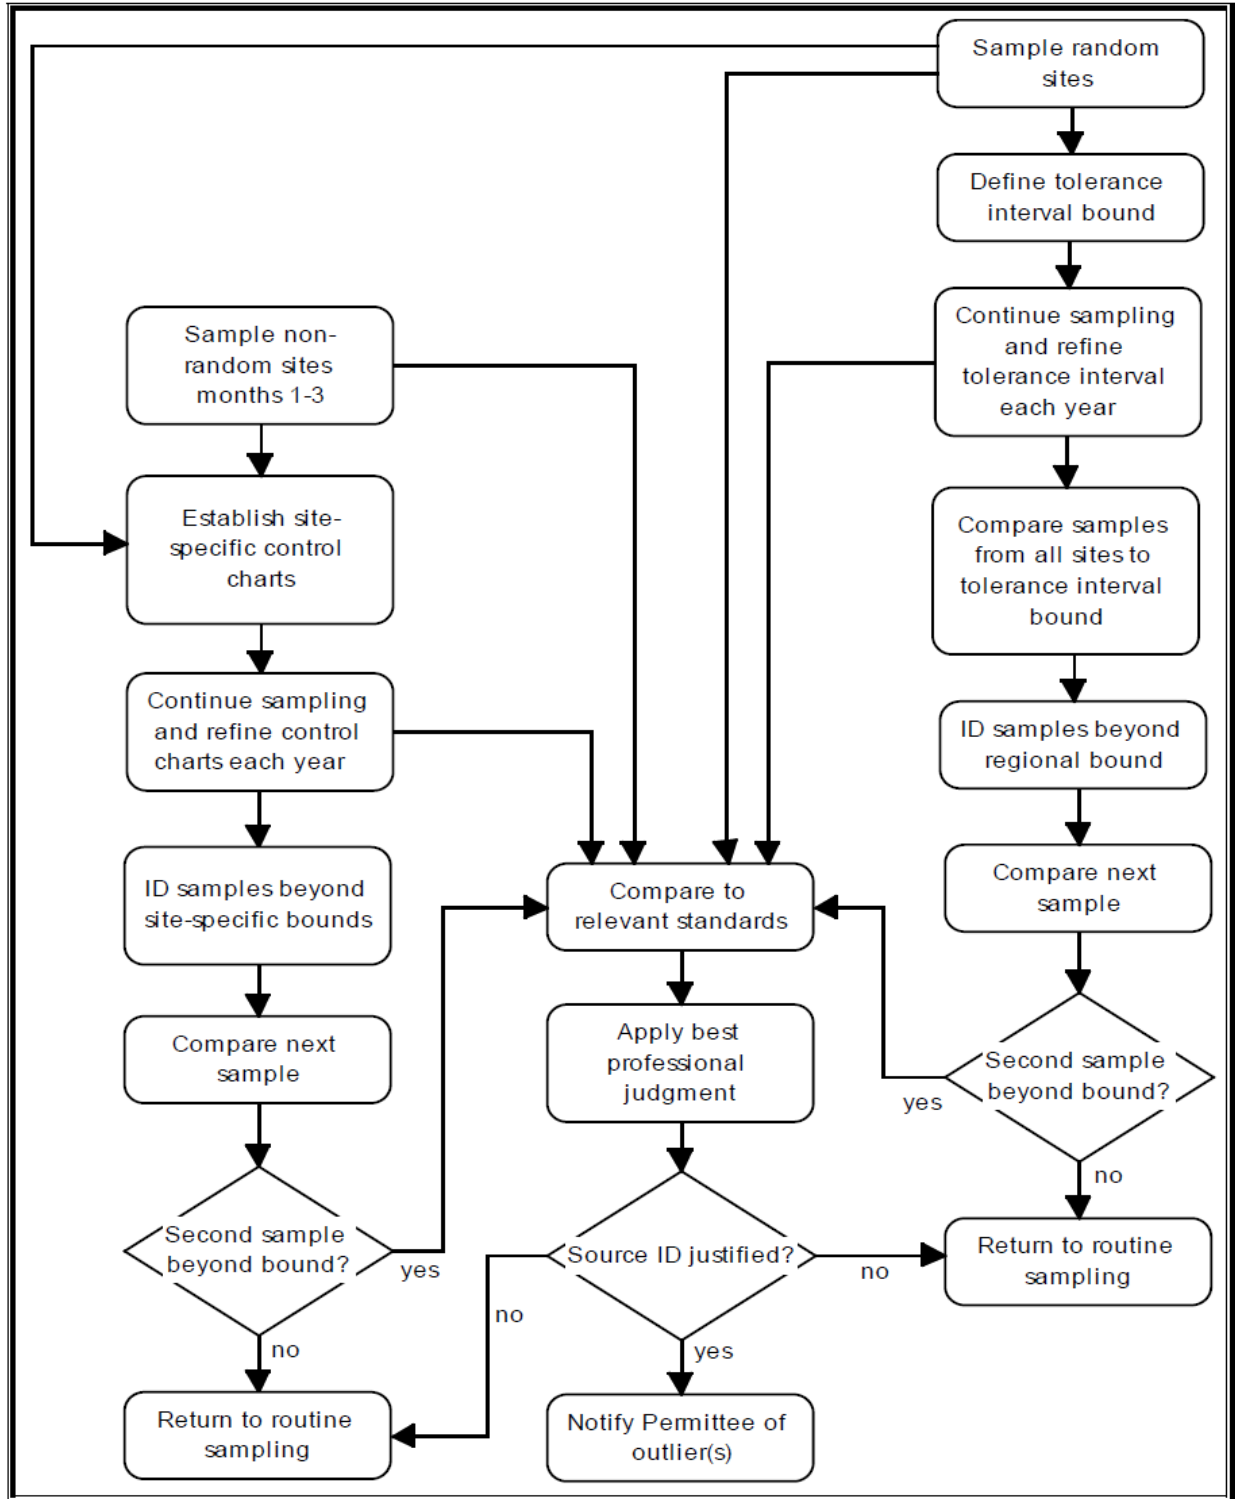 Sample random
sites
Define tolerance
interval bound
Continue sampling
and refine
tolerance interval
each year
Compare samples
from all sites to
tolerance interval
bound
ID samples beyond
regional bound
Compare next
sample
Second sample
beyond bound?
yes
no
Return to routine
sampling
Sample non-
random sites
months 1-3
Establish site-
specific control
charts
Continue sampling
and refine control
charts each year
ID samples beyond
site-specific bounds
Compare next
sample
Second sample
beyond bound?
yes
no
Return to routine
sampling
Compare to
relevant standards
Apply best
professional
judgment
Source ID justified?
no
no
yes
Notify Permittee of
outlier(s)